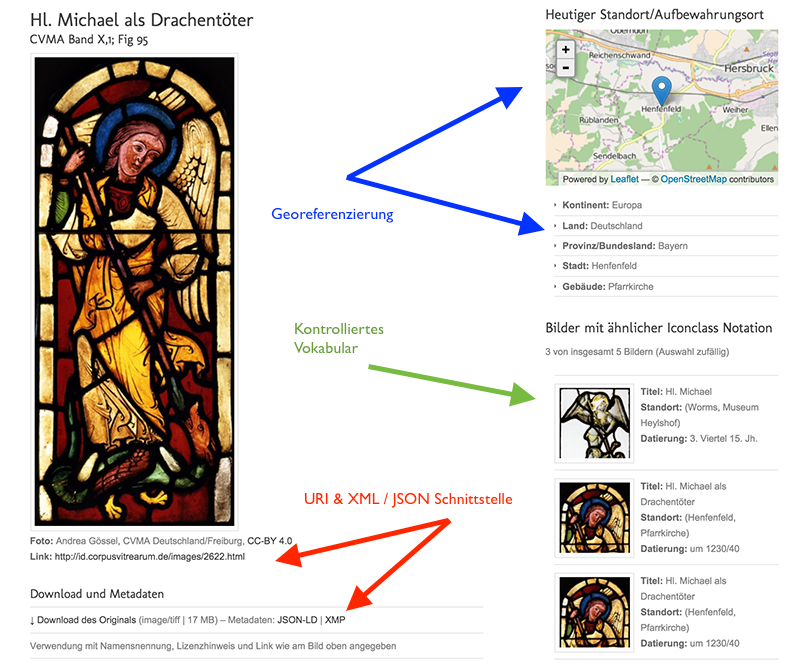 Hl. Michael als Drachentöter
CVMA Band X,1; Fig 95
Foto: Andrea Gössel, CVMA Deutschland/Freiburg, CC-BY 4.0
Link: http://id.corpusvitrearum.de/images/2622.html
Download und Metadaten
↓ Download des Originals (image/tiff | 17 MB) – Metadaten: JSON-LD | XMP
Verwendung mit Namensnennung, Lizenzhinweis und Link wie am Bild oben angegeben
Georeferenzierung
Kontrolliertes
Vokabular
URI & XML / JSON Schnittstelle
Heutiger Standort/Aufbewahrungsort
+
-
Reichenschwand
Hersbruck
Henfenfeld
Weiher
Rüblanden
Ellen
Sendelbach
Powered by Leaflet — © OpenStreetMap contributors
Kontinent: Europa
Land: Deutschland
Provinz/Bundesland: Bayern
Stadt: Henfenfeld
Gebäude: Pfarrkirche
Bilder mit ähnlicher Iconclass Notation
3 von insgesamt 5 Bildern (Auswahl zufällig)
Titel: Hl. Michael
Standort: (Worms, Museum
Heylshof)
Datierung: 3. Viertel 15. Jh.
Titel: Hl. Michael als
Drachentöter
Standort: (Henfenfeld,
Pfarrkirche)
Datierung: um 1230/40
Titel: Hl. Michael als
Drachentöter
Standort: (Henfenfeld,
Pfarrkirche)
Datierung: um 1230/40